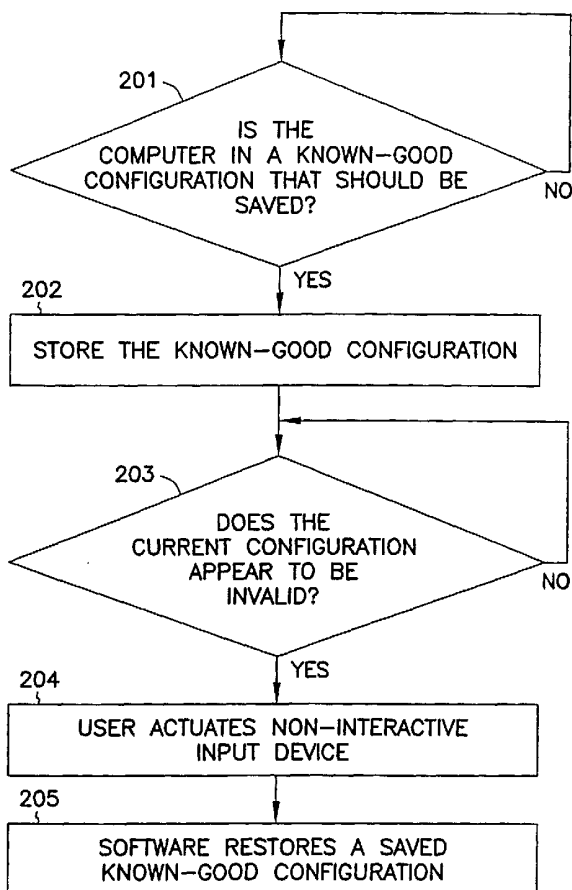 201
IS THE
COMPUTER IN A KNOWN-GOOD
CONFIGURATION THAT SHOULD BE
SAVED?
NO
YES
202
STORE THE KNOWN-GOOD CONFIGURATION
203
DOES THE
CURRENT CONFIGURATION
APPEAR TO BE
INVALID?
NO
YES
204
USER ACTUATES NON-INTERACTIVE
INPUT DEVICE
205
SOFTWARE RESTORES A SAVED
KNOWN-GOOD CONFIGURATION